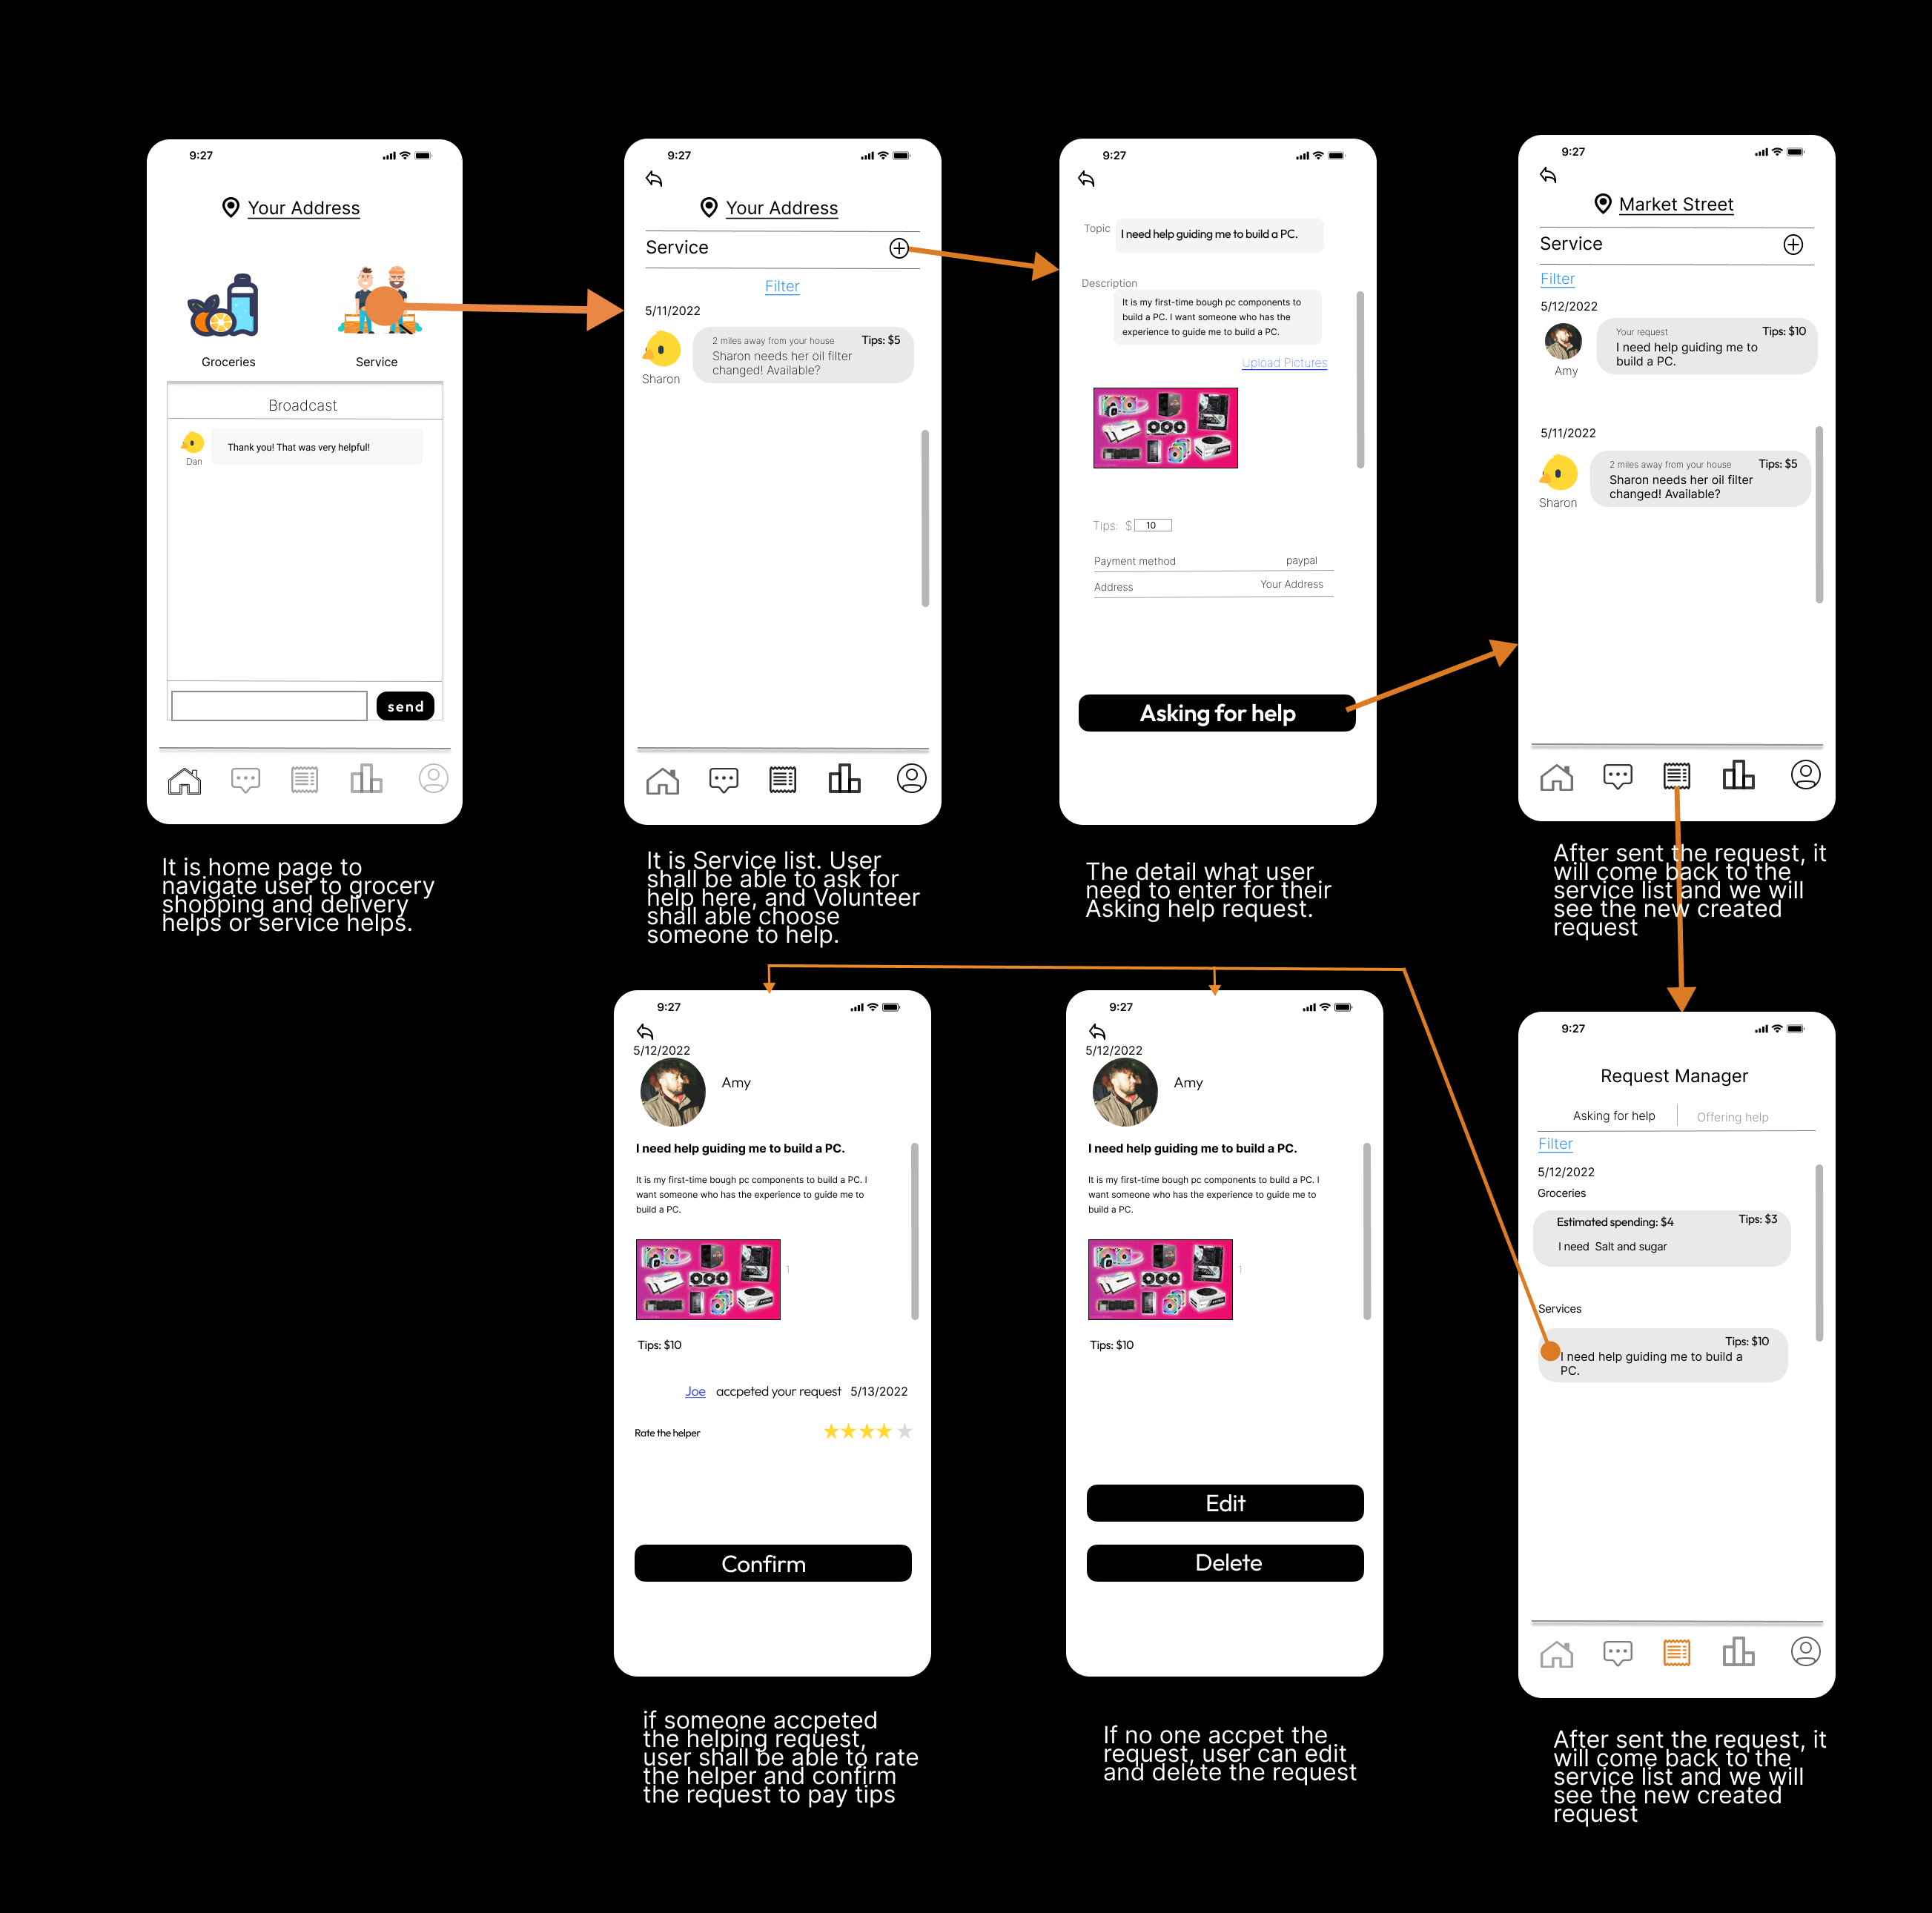 9:27
Your Address
Groceries
Service
Broadcast
Thank you! That was very helpful!
Dan
send
It is home page to
navigate user to grocery
shopping and delivery
helps or service helps.
9:27
Your Address
Service
Filter
5/11/2022
2 miles away from your house
Tips: $5
Sharon needs her oil filter
changed! Available?
Sharon
It is Service list. User
shall be able to ask for
help here, and Volunteer
shall able choose
someone to help.
9:27
Topic
I need help guiding me to build a PC.
Description
It is my first-time bough pc components to
build a PC. I want someone who has the
experience to guide me to build a PC.
Upload Pictures
Tips: $ 10
Payment method paypal
Address Your Address
Asking for help
The detail what user
need to enter for their
Asking help request.
9:27
Market Street
Service
Filter
5/12/2022
Your request
Tips: $10
I need help guiding me to
build a PC.
Amy
5/11/2022
2 miles away from your house
Tips: $5
Sharon needs her oil filter
changed! Available?
Sharon
After sent the request, it
will come back to the
service list and we will
see the new created
request
9:27
5/12/2022
Amy
I need help guiding me to build a PC.
It is my first-time bough pc components to build a PC. I
want someone who has the experience to guide me to
build a PC.
1
Tips: $10
Joe accpeted your request 5/13/2022
Rate the helper
Confirm
if someone accpeted
the helping request,
user shall be able to rate
the helper and confirm
the request to pay tips
9:27
5/12/2022
Amy
I need help guiding me to build a PC.
It is my first-time bough pc components to build a PC. I
want someone who has the experience to guide me to
build a PC.
1
Tips: $10
Edit
Delete
If no one accpet the
request, user can edit
and delete the request
9:27
Request Manager
Asking for help
Offering help
Filter
5/12/2022
Groceries
Estimated spending: $4
Tips: $3
I need Salt and sugar
Services
Tips: $10
I need help guiding me to build a
PC.
After sent the request, it
will come back to the
service list and we will
see the new created
request